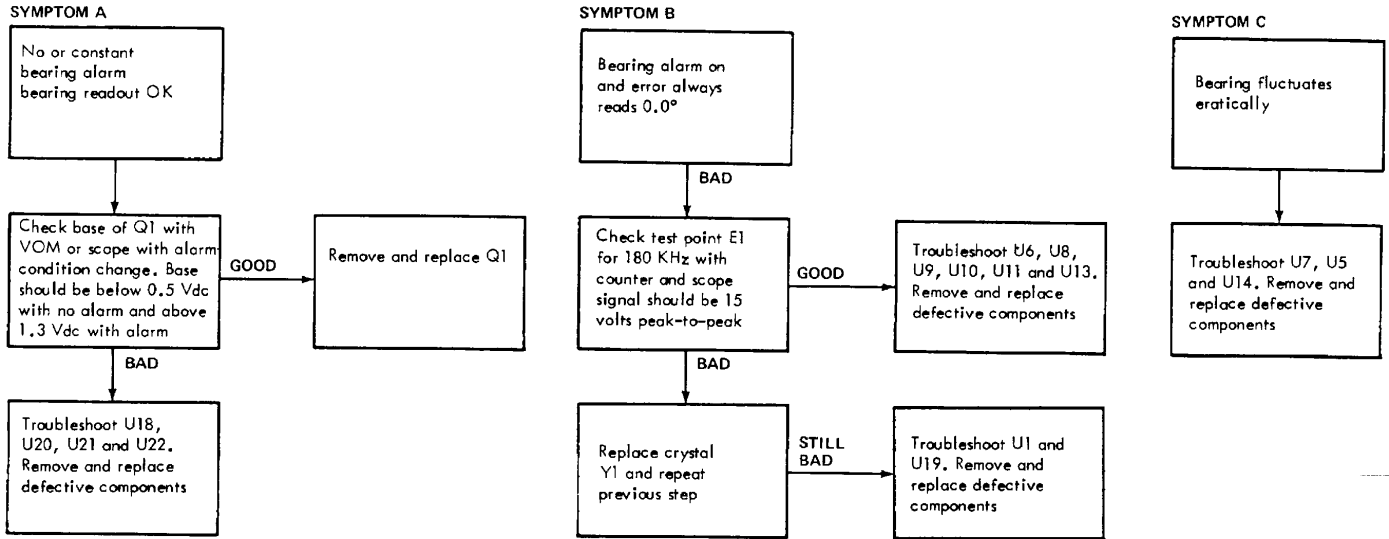 SYMPTOM A
No or constant
bearing alarm
bearing readout OK
Check base of Q1 with
VOM or scope with alarm
condition change. Base
should be below 0.5 Vdc
with no alarm and above
1.3 Vdc with alarm
GOOD
Remove and replace Q1
BAD
Troubleshoot U18,
U20, U21 and U22.
Remove and replace
defective components
SYMPTOM B
Bearing alarm on
and error always
reads 0.0°
BAD
Check test point E1
for 180 KHz with
counter and scope
signal should be 15
volts peak-to-peak
GOOD
Troubleshoot U6, U8,
U9, U10, U11 and U13.
Remove and replace
defective components
BAD
Replace crystal
Y1 and repeat
previous step
STILL
BAD
Troubleshoot U1 and
U19. Remove and
replace defective
components
SYMPTOM C
Bearing fluctuates
eratically
Troubleshoot U7, U5
and U14. Remove and
replace defective
components